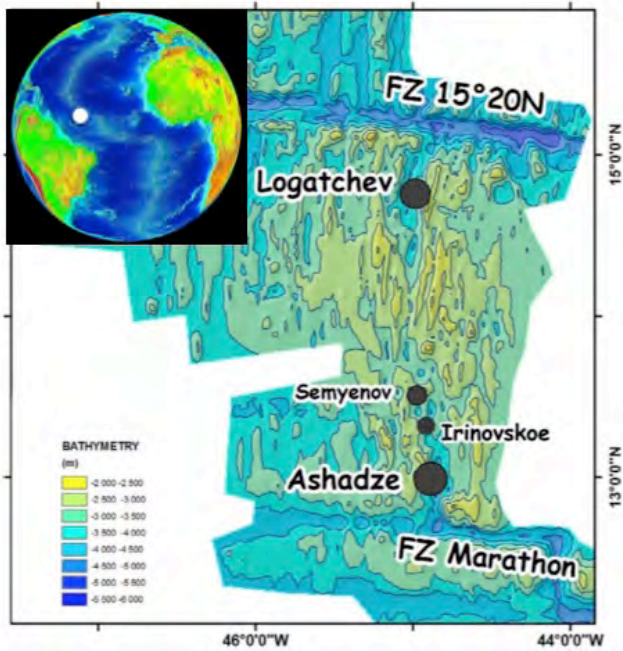 FZ 15°20N
15°0'0"N
Logatchev
Semyenov
Irinovskoe
Ashadze
13°0'0"N
FZ Marathon
BATHYMETRY
(m)
-2 000 -2 500
-2 500 -3 000
-3 000 -3 500
-3 500 -4 000
-4 000 -4 500
-4 500 -5 000
-5 000 -5 500
-5 500 -6 000
46°0'0"W
44°0'0"W